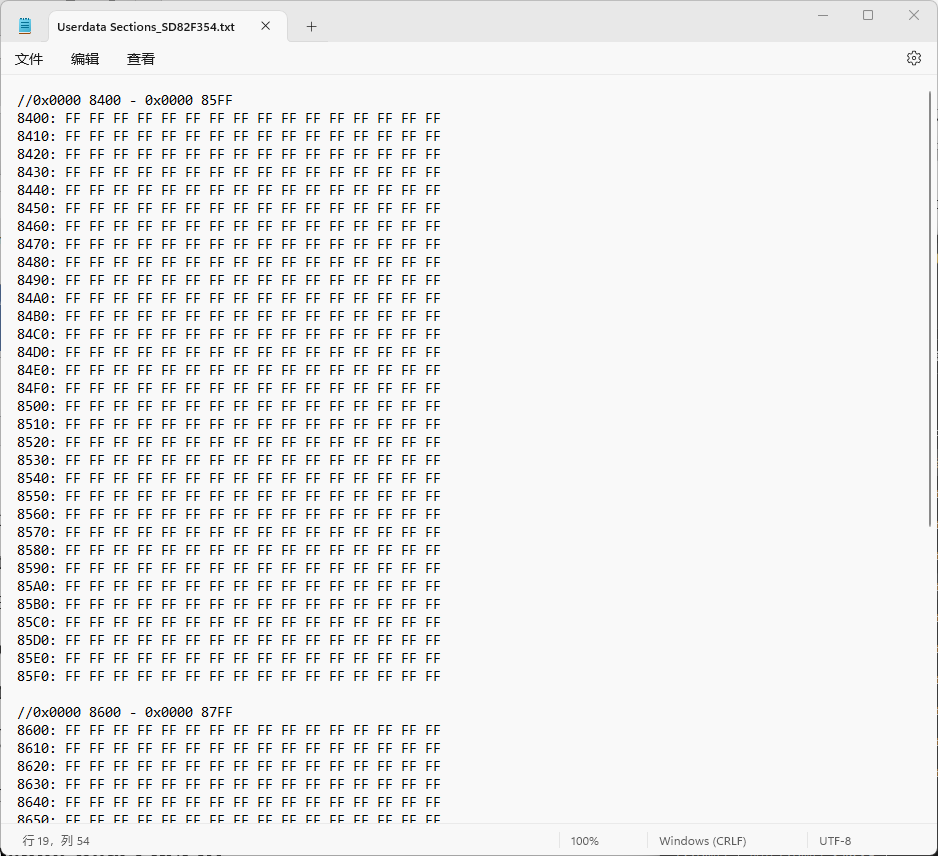 Userdata Sections_SD82F354.txt
文件 编辑 查看
//0x0000 8400 - 0x0000 85FF
8400: FF FF FF FF FF FF FF FF FF FF FF FF FF FF FF FF
8410: FF FF FF FF FF FF FF FF FF FF FF FF FF FF FF FF
8420: FF FF FF FF FF FF FF FF FF FF FF FF FF FF FF FF
8430: FF FF FF FF FF FF FF FF FF FF FF FF FF FF FF FF
8440: FF FF FF FF FF FF FF FF FF FF FF FF FF FF FF FF
8450: FF FF FF FF FF FF FF FF FF FF FF FF FF FF FF FF
8460: FF FF FF FF FF FF FF FF FF FF FF FF FF FF FF FF
8470: FF FF FF FF FF FF FF FF FF FF FF FF FF FF FF FF
8480: FF FF FF FF FF FF FF FF FF FF FF FF FF FF FF FF
8490: FF FF FF FF FF FF FF FF FF FF FF FF FF FF FF FF
84A0: FF FF FF FF FF FF FF FF FF FF FF FF FF FF FF FF
84B0: FF FF FF FF FF FF FF FF FF FF FF FF FF FF FF FF
84C0: FF FF FF FF FF FF FF FF FF FF FF FF FF FF FF FF
84D0: FF FF FF FF FF FF FF FF FF FF FF FF FF FF FF FF
84E0: FF FF FF FF FF FF FF FF FF FF FF FF FF FF FF FF
84F0: FF FF FF FF FF FF FF FF FF FF FF FF FF FF FF FF
8500: FF FF FF FF FF FF FF FF FF FF FF FF FF FF FF FF
8510: FF FF FF FF FF FF FF FF FF FF FF FF FF FF FF FF
8520: FF FF FF FF FF FF FF FF FF FF FF FF FF FF FF FF
8530: FF FF FF FF FF FF FF FF FF FF FF FF FF FF FF FF
8540: FF FF FF FF FF FF FF FF FF FF FF FF FF FF FF FF
8550: FF FF FF FF FF FF FF FF FF FF FF FF FF FF FF FF
8560: FF FF FF FF FF FF FF FF FF FF FF FF FF FF FF FF
8570: FF FF FF FF FF FF FF FF FF FF FF FF FF FF FF FF
8580: FF FF FF FF FF FF FF FF FF FF FF FF FF FF FF FF
8590: FF FF FF FF FF FF FF FF FF FF FF FF FF FF FF FF
85A0: FF FF FF FF FF FF FF FF FF FF FF FF FF FF FF FF
85B0: FF FF FF FF FF FF FF FF FF FF FF FF FF FF FF FF
85C0: FF FF FF FF FF FF FF FF FF FF FF FF FF FF FF FF
85D0: FF FF FF FF FF FF FF FF FF FF FF FF FF FF FF FF
85E0: FF FF FF FF FF FF FF FF FF FF FF FF FF FF FF FF
85F0: FF FF FF FF FF FF FF FF FF FF FF FF FF FF FF FF
//0x0000 8600 - 0x0000 87FF
8600: FF FF FF FF FF FF FF FF FF FF FF FF FF FF FF FF
8610: FF FF FF FF FF FF FF FF FF FF FF FF FF FF FF FF
8620: FF FF FF FF FF FF FF FF FF FF FF FF FF FF FF FF
8630: FF FF FF FF FF FF FF FF FF FF FF FF FF FF FF FF
8640: FF FF FF FF FF FF FF FF FF FF FF FF FF FF FF FF
8650: FF FF FF FF FF FF FF FF FF FF FF FF FF FF FF FF
行 19, 列 54 100% Windows (CRLF) UTF-8